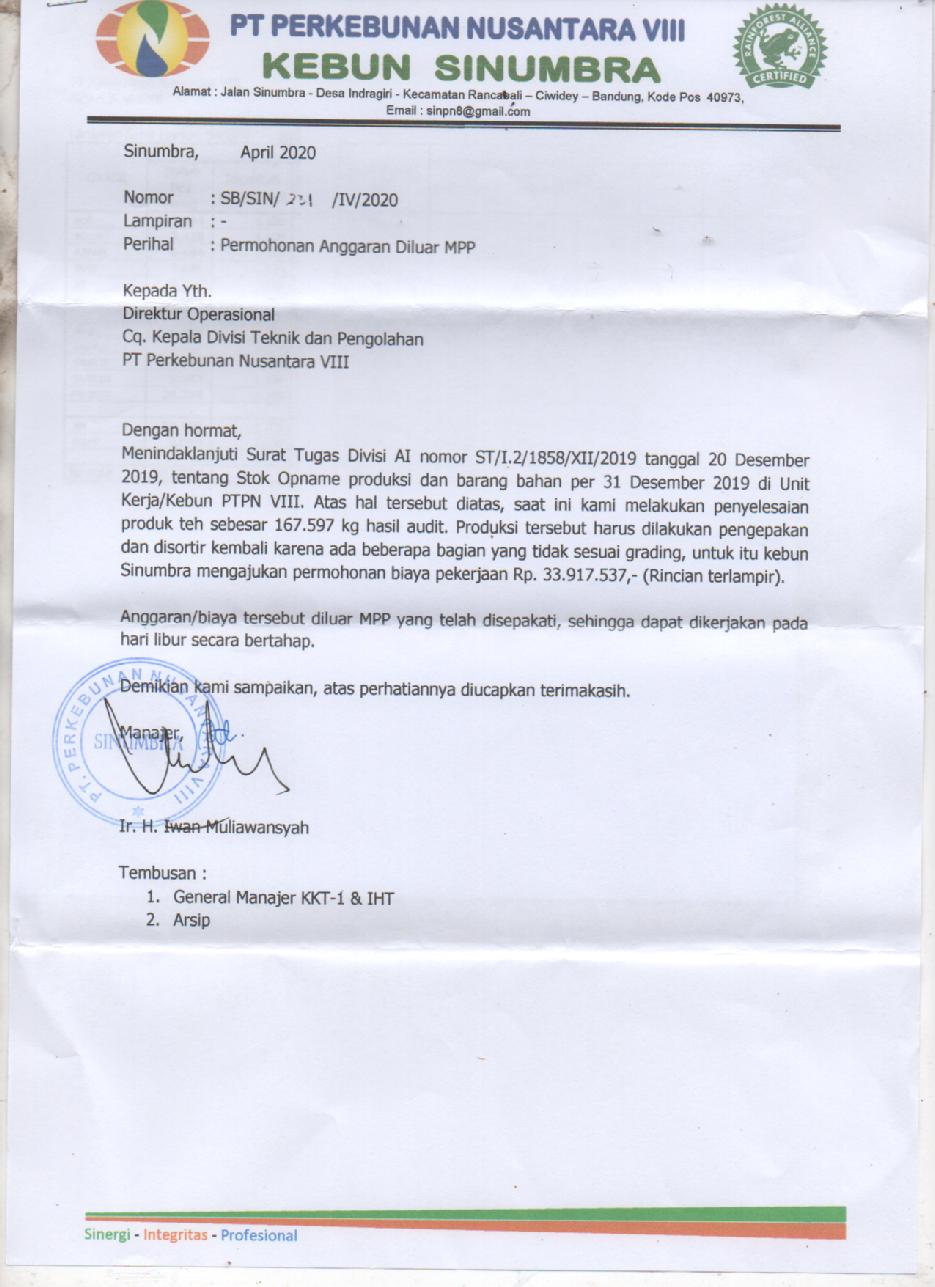 PT PERKEBUNAN NUSANTARA VIII
KEBUN SINUMBRA
RAINFOREST ALLIANCE
CERTIFIED
Alamat : Jalan Sinumbra - Desa Indragiri - Kecamatan Rancabali – Ciwidey – Bandung, Kode Pos 40973,
Email : sinpn8@gmail.com
Sinumbra, April 2020
Nomor : SB/SIN/ 221 /IV/2020
Lampiran : -
Perihal : Permohonan Anggaran Diluar MPP
Kepada Yth.
Direktur Operasional
Cq. Kepala Divisi Teknik dan Pengolahan
PT Perkebunan Nusantara VIII
Dengan hormat,
Menindaklanjuti Surat Tugas Divisi AI nomor ST/I.2/1858/XII/2019 tanggal 20 Desember
2019, tentang Stok Opname produksi dan barang bahan per 31 Desember 2019 di Unit
Kerja/Kebun PTPN VIII. Atas hal tersebut diatas, saat ini kami melakukan penyelesaian
produk teh sebesar 167.597 kg hasil audit. Produksi tersebut harus dilakukan pengepakan
dan disortir kembali karena ada beberapa bagian yang tidak sesuai grading, untuk itu kebun
Sinumbra mengajukan permohonan biaya pekerjaan Rp. 33.917.537,- (Rincian terlampir).
Anggaran/biaya tersebut diluar MPP yang telah disepakati, sehingga dapat dikerjakan pada
hari libur secara bertahap.
Demikian kami sampaikan, atas perhatiannya diucapkan terimakasih.
Manajer,
PT. PERKEBUNAN NUSANTARA VIII
SINUMBRA
Ir. H. Iwan Muliawansyah
Tembusan :
1. General Manajer KKT-1 & IHT
2. Arsip
Sinergi - Integritas - Profesional